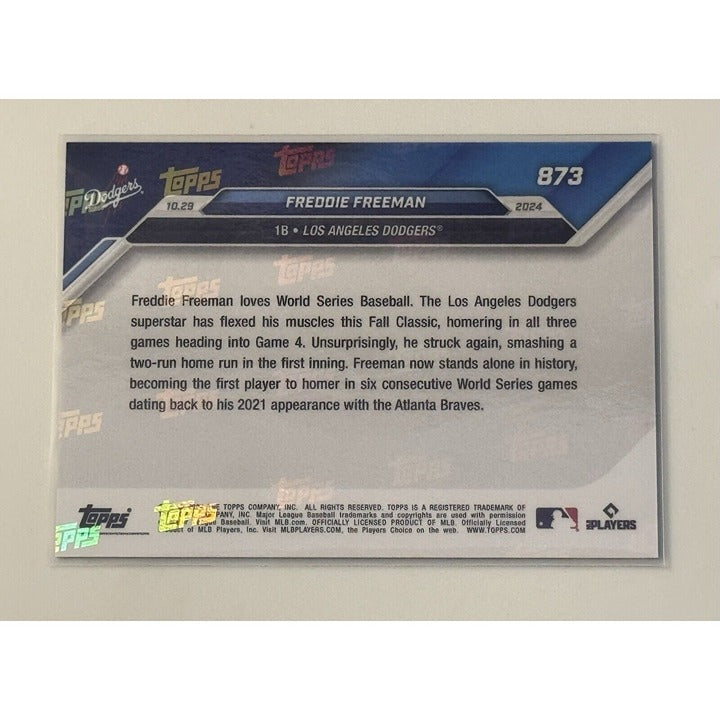 Dodgers
TOPPS
TOPPS
873
FREDDIE FREEMAN
10.29
2024
1B • LOS ANGELES DODGERS®
TOPPS
TOPPS
Freddie Freeman loves World Series Baseball. The Los Angeles Dodgers
superstar has flexed his muscles this Fall Classic, homering in all three
games heading into Game 4. Unsurprisingly, he struck again, smashing a
two-run home run in the first inning. Freeman now stands alone in history,
becoming the first player to homer in six consecutive World Series games
dating back to his 2021 appearance with the Atlanta Braves.
TOPPS
TOPPS
TOPPS
TOPPS
THE TOPPS COMPANY, INC. ALL RIGHTS RESERVED. TOPPS IS A REGISTERED TRADEMARK OF
INC. Major League Baseball trademarks and copyrights are used with permission
Baseball. Visit MLB.com. OFFICIALLY LICENSED PRODUCT OF MLB. Officially Licensed
of MLB Players, Inc. Visit MLBPLAYERS.com, the Players Choice on the web. WWW.TOPPS.COM
PLAYERS